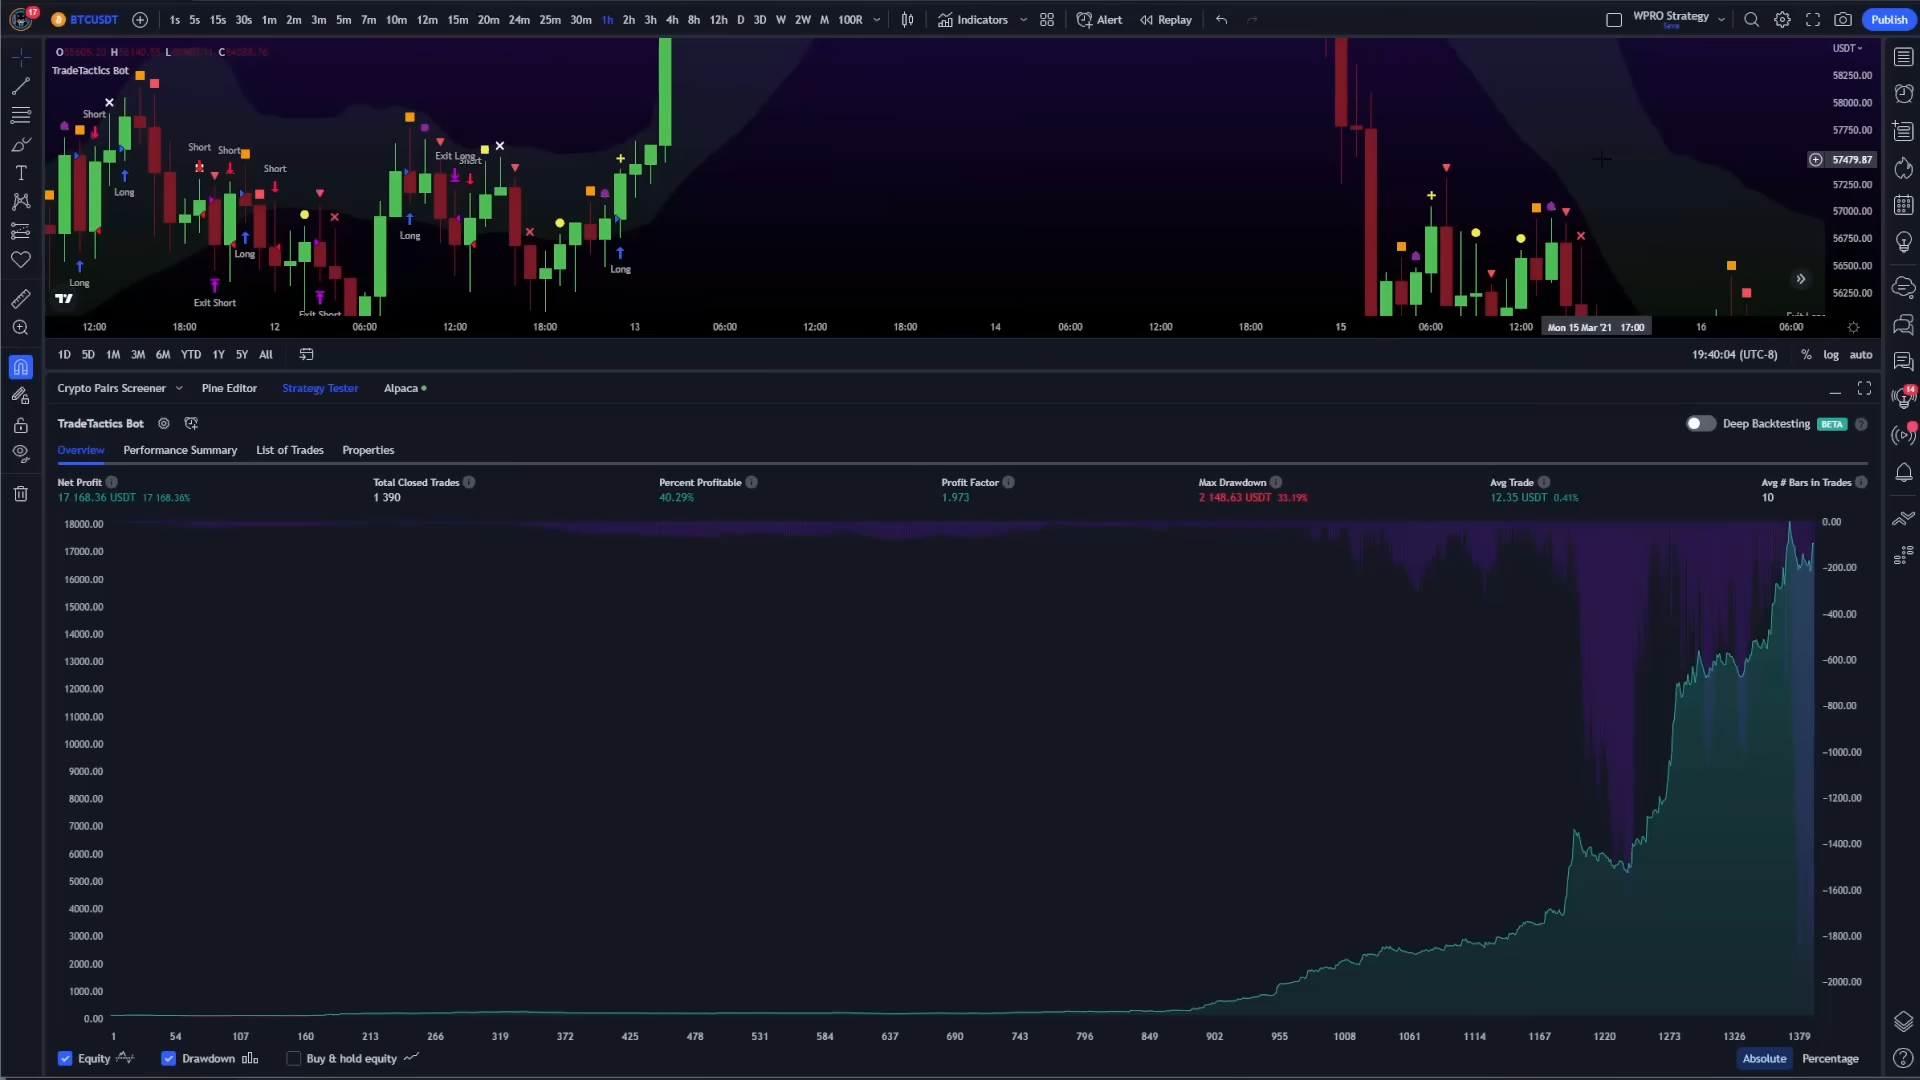 17 BTCUSDT 1s 5s 15s 30s 1m 2m 3m 5m 7m 10m 12m 15m 20m 24m 25m 30m 1h 2h 3h 4h 8h 12h D 3D W 2W M 100R Indicators Alert Replay WPRO Strategy Save Publish
O H L C
USDT
TradeTactics Bot
58250.00
58000.00
57750.00
57479.87
57250.00
57000.00
56750.00
56500.00
56250.00
Short
Short
Short
Short
Exit Long
Short
Long
Long
Long
Long
Long
Long
Exit Short
Exit Short
12:00 18:00 12 06:00 12:00 18:00 13 06:00 12:00 18:00 14 06:00 12:00 18:00 15 06:00 12:00 Mon 15 Mar '21 17:00 16 06:00
1D 5D 1M 3M 6M YTD 1Y 5Y All 19:40:04 (UTC-8) % log auto
Crypto Pairs Screener Pine Editor Strategy Tester Alpaca
14
TradeTactics Bot Deep Backtesting BETA ?
Overview Performance Summary List of Trades Properties
Net Profit Total Closed Trades Percent Profitable Profit Factor Max Drawdown Avg Trade Avg # Bars in Trades
17 168.36 USDT 17 168.36% 1 390 40.29% 1.973 2 148.63 USDT 33.19% 12.35 USDT 0.41% 10
18000.00 0.00
17000.00
16000.00 −200.00
15000.00
14000.00 −400.00
13000.00 −600.00
12000.00
11000.00 −800.00
10000.00 −1000.00
9000.00
8000.00 −1200.00
7000.00
6000.00 −1400.00
5000.00 −1600.00
4000.00
3000.00 −1800.00
2000.00
1000.00 −2000.00
0.00
1 54 107 160 213 266 319 372 425 478 531 584 637 690 743 796 849 902 955 1008 1061 1114 1167 1220 1273 1326 1379
Equity Drawdown Buy & hold equity Absolute Percentage